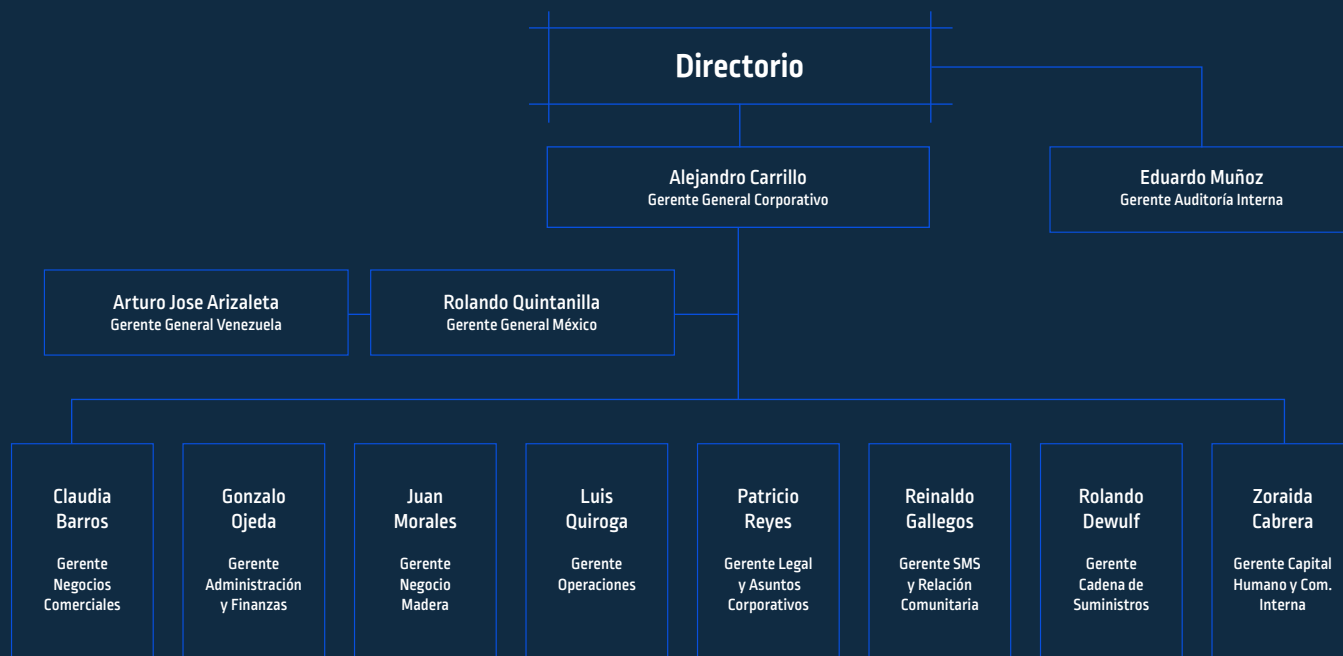 Directorio
Alejandro Carrillo
Gerente General Corporativo
Eduardo Muñoz
Gerente Auditoría Interna
Arturo Jose Arizaleta
Gerente General Venezuela
Rolando Quintanilla
Gerente General México
Claudia
Barros
Gerente
Negocios
Comerciales
Gonzalo
Ojeda
Gerente
Administración
y Finanzas
Juan
Morales
Gerente
Negocio
Madera
Luis
Quiroga
Gerente
Operaciones
Patricio
Reyes
Gerente Legal
y Asuntos
Corporativos
Reinaldo
Gallegos
Gerente SMS
y Relación
Comunitaria
Rolando
Dewulf
Gerente
Cadena de
Suministros
Zoraida
Cabrera
Gerente Capital
Humano y Com.
Interna